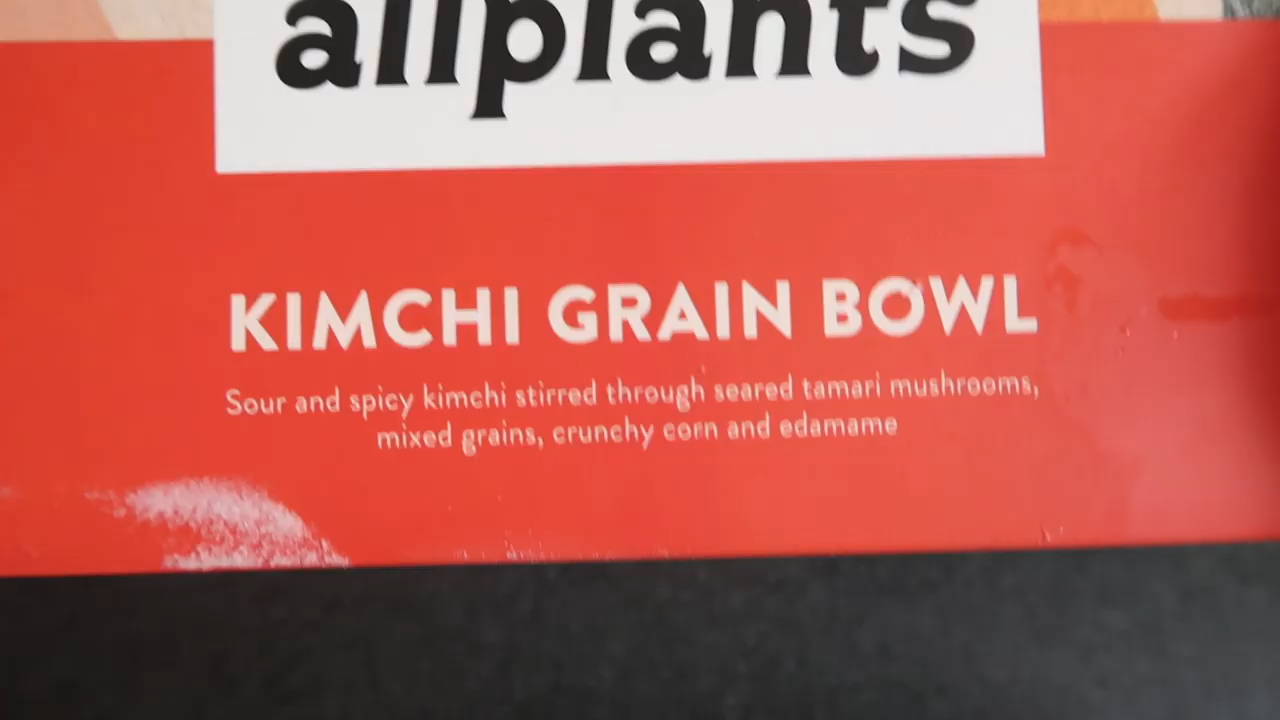 allplants
KIMCHI GRAIN BOWL
Sour and spicy kimchi stirred through seared tamari mushrooms,
mixed grains, crunchy corn and edamame